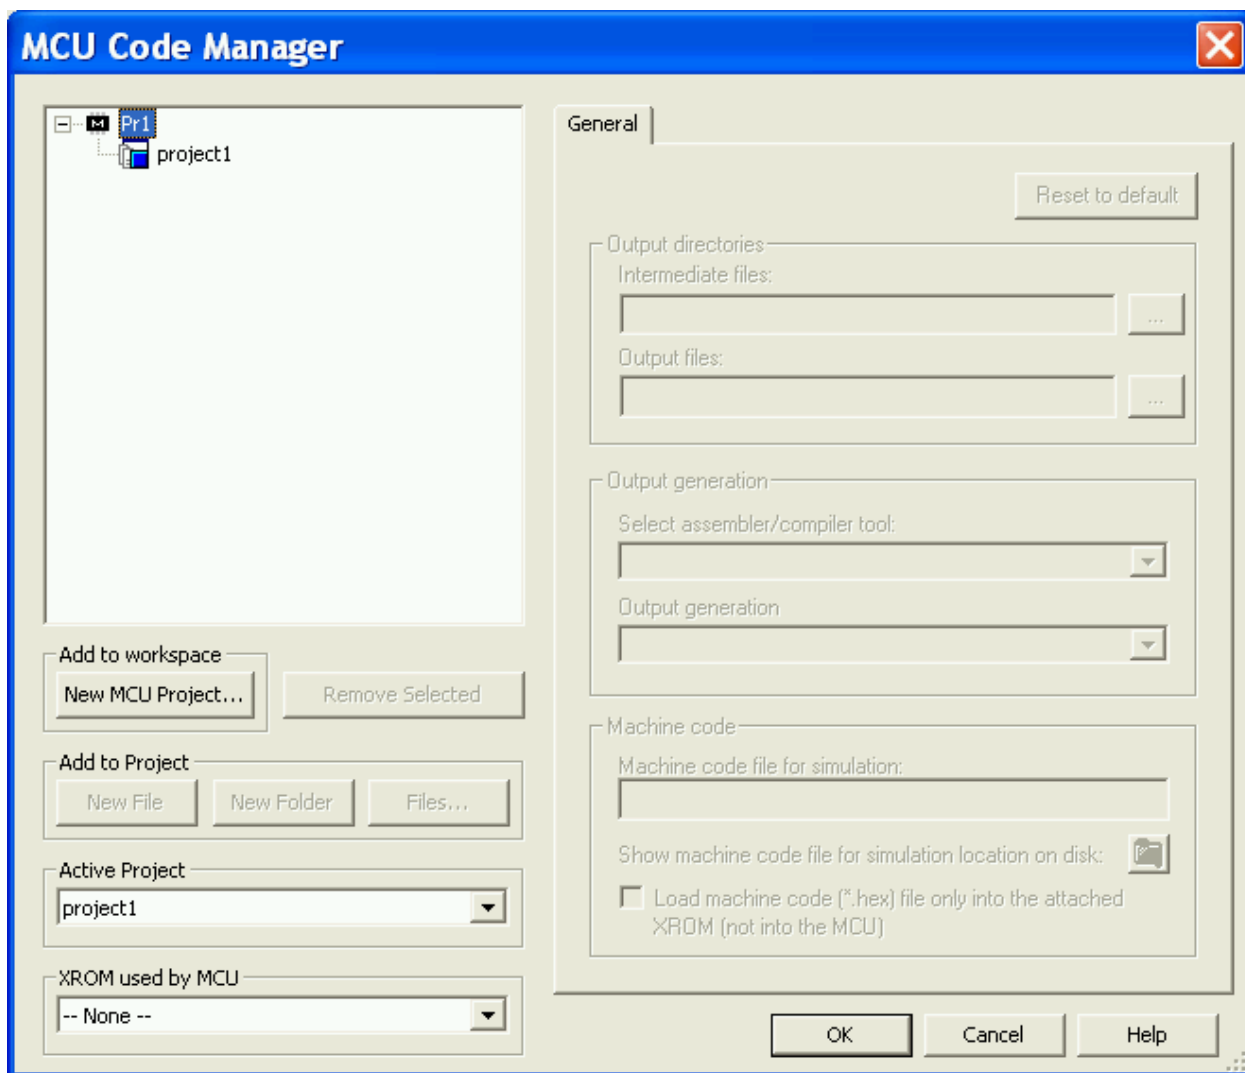 MCU Code Manager
Pr1
project1
General
Reset to default
Output directories
Intermediate files:
...
Output files:
...
Output generation
Select assembler/compiler tool:
Output generation
Add to workspace
New MCU Project...
Remove Selected
Machine code
Machine code file for simulation:
Add to Project
New File
New Folder
Files...
Show machine code file for simulation location on disk:
Load machine code (*.hex) file only into the attached
XROM (not into the MCU)
Active Project
project1
XROM used by MCU
-- None --
OK
Cancel
Help